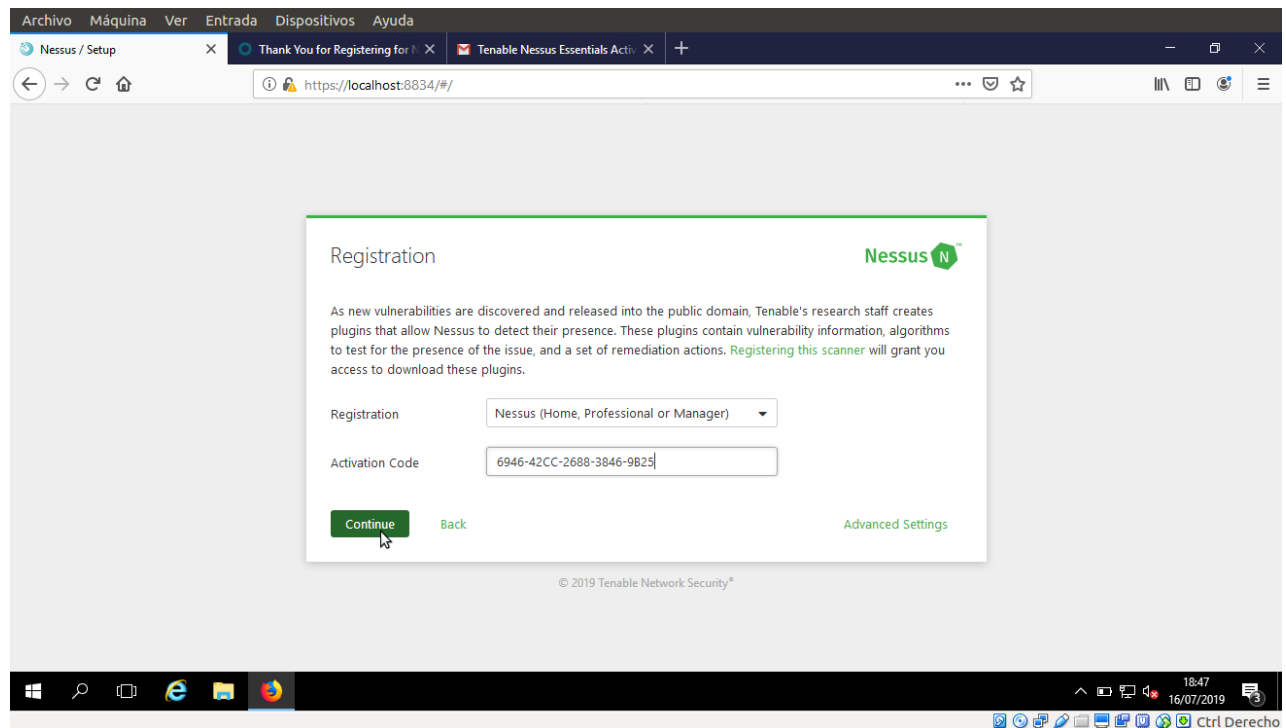 Archivo Máquina Ver Entrada Dispositivos Ayuda
Nessus / Setup
Thank You for Registering for N
Tenable Nessus Essentials Activ
https://localhost:8834/#/
Registration
Nessus N
As new vulnerabilities are discovered and released into the public domain, Tenable's research staff creates
plugins that allow Nessus to detect their presence. These plugins contain vulnerability information, algorithms
to test for the presence of the issue, and a set of remediation actions. Registering this scanner will grant you
access to download these plugins.
Registration
Nessus (Home, Professional or Manager)
Activation Code
6946-42CC-2688-3846-9B25
Continue
Back
Advanced Settings
© 2019 Tenable Network Security®
18:47
16/07/2019
3
Ctrl Derecho